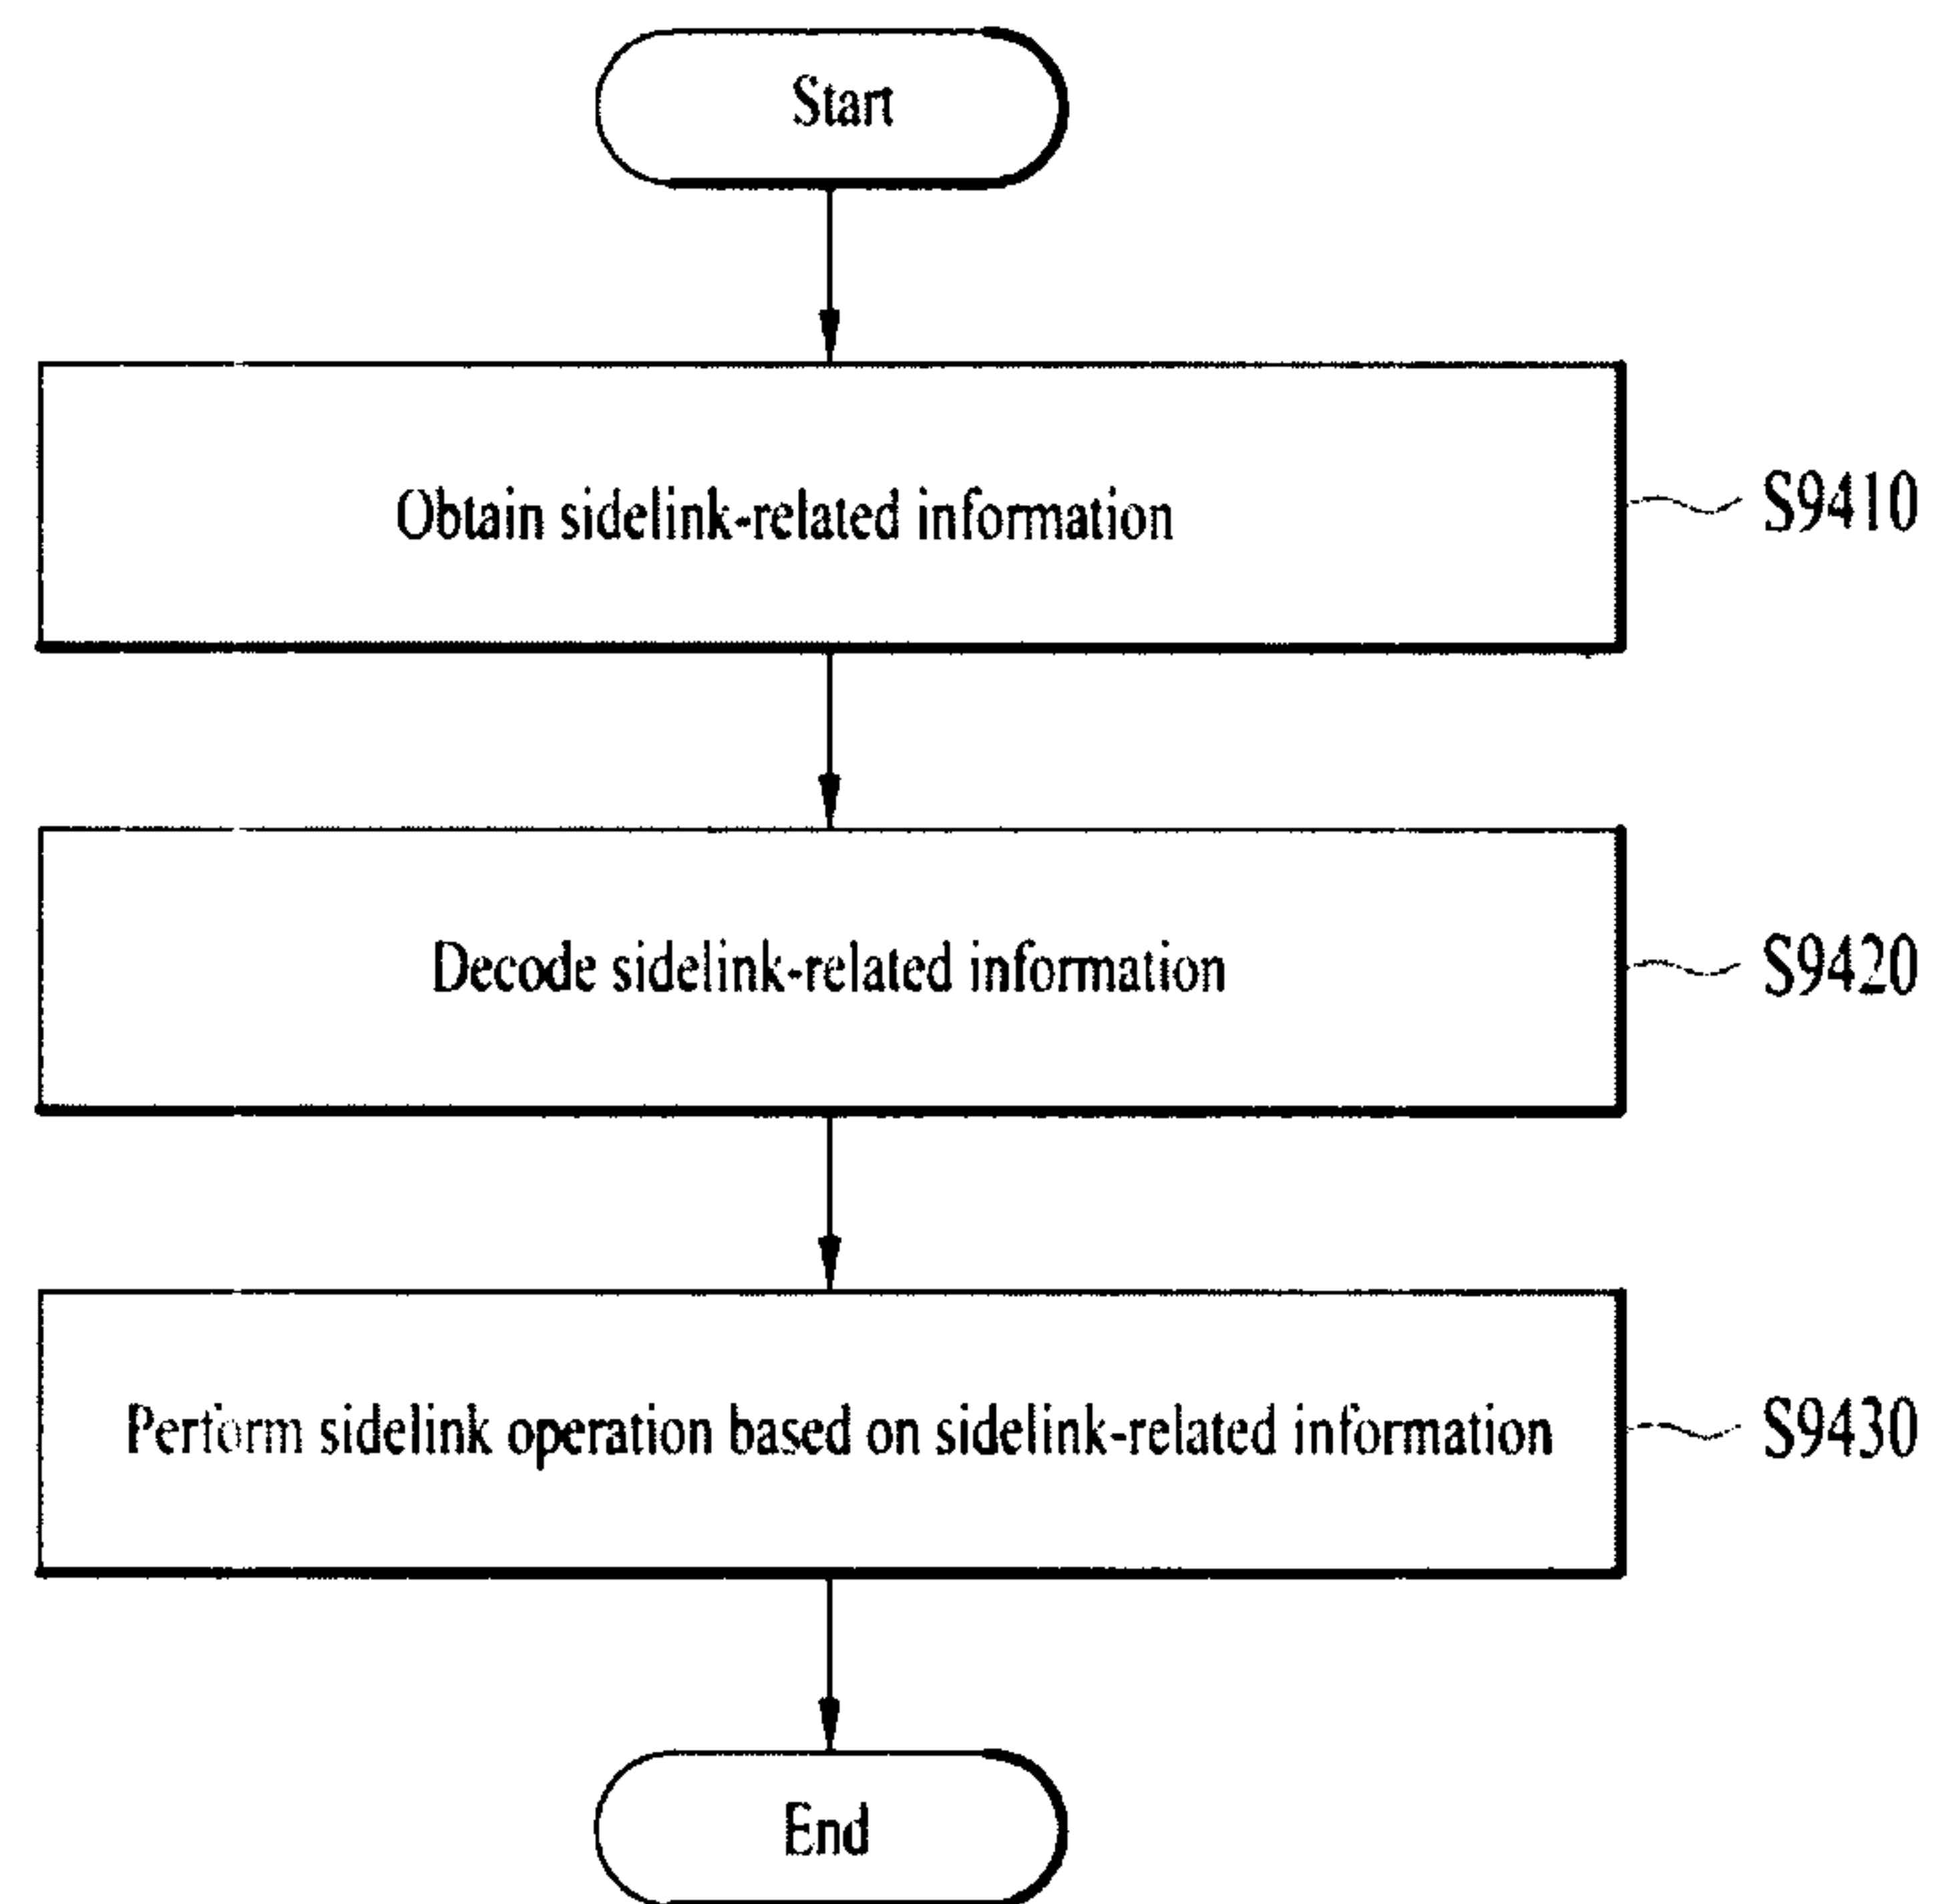 Start
Obtain sidelink-related information
S9410
Decode sidelink-related information
S9420
Perform sidelink operation based on sidelink-related information
S9430
End